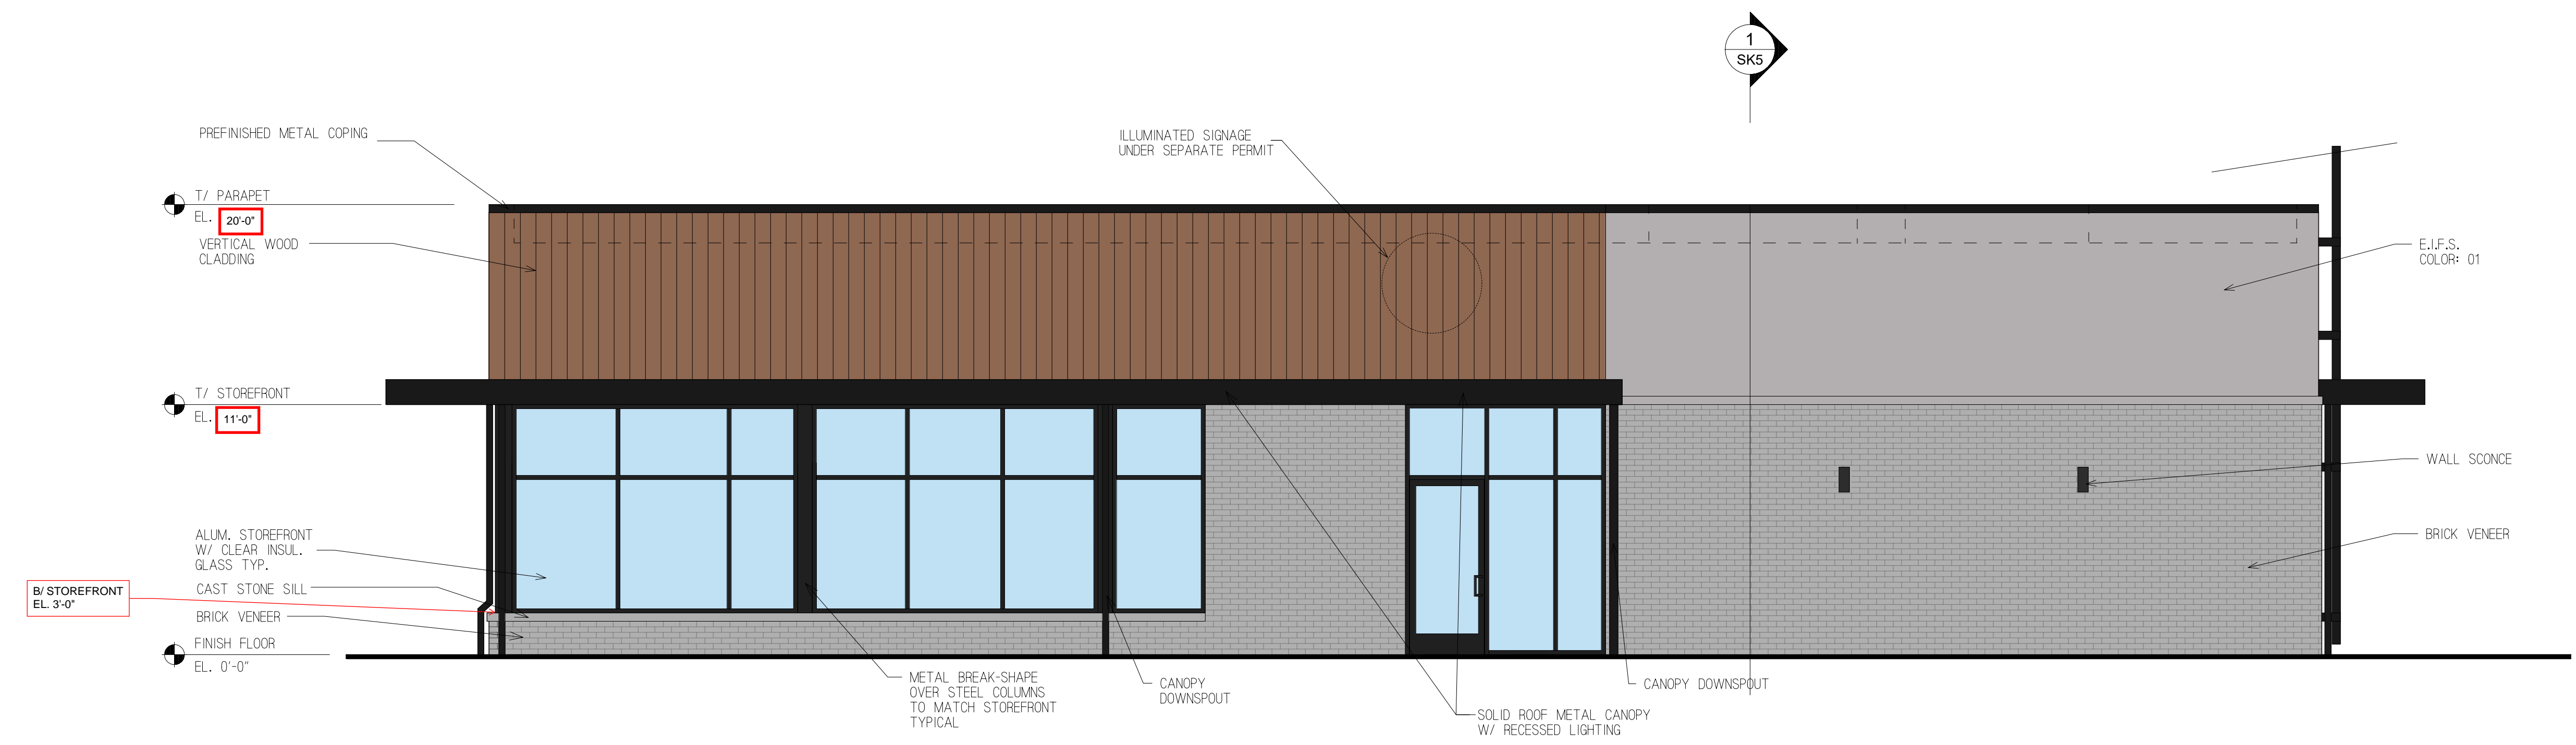 1
SK5
PREFINISHED METAL COPING
ILLUMINATED SIGNAGE
UNDER SEPARATE PERMIT
T/ PARAPET
EL. 20'-0"
VERTICAL WOOD
CLADDING
E.I.F.S.
COLOR: 01
T/ STOREFRONT
EL. 11'-0"
WALL SCONCE
ALUM. STOREFRONT
W/ CLEAR INSUL.
GLASS TYP.
BRICK VENEER
B/ STOREFRONT
EL. 3'-0"
CAST STONE SILL
BRICK VENEER
FINISH FLOOR
EL. 0'-0"
METAL BREAK-SHAPE
OVER STEEL COLUMNS
TO MATCH STOREFRONT
TYPICAL
CANOPY
DOWNSPOUT
CANOPY DOWNSPOUT
SOLID ROOF METAL CANOPY
W/ RECESSED LIGHTING